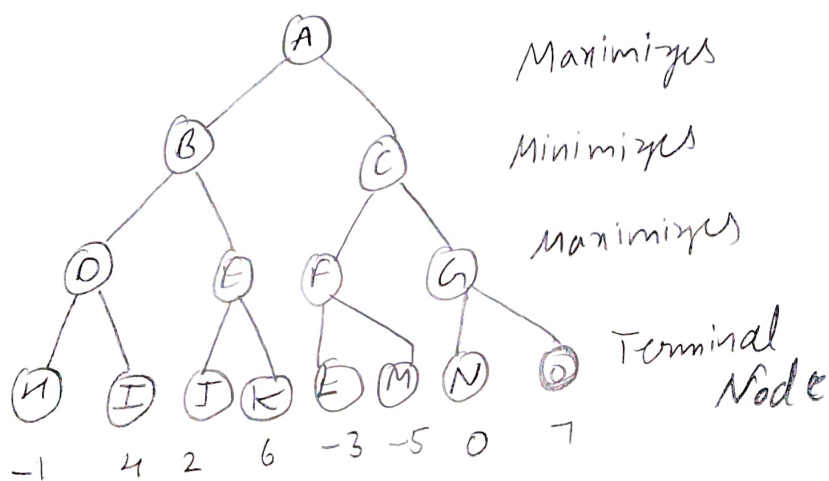 A
Maximizes
B
C
Minimizes
D
E
F
G
Maximizes
H
I
J
K
E
M
N
O
Terminal
Node
-1
4
2
6
-3
-5
0
7